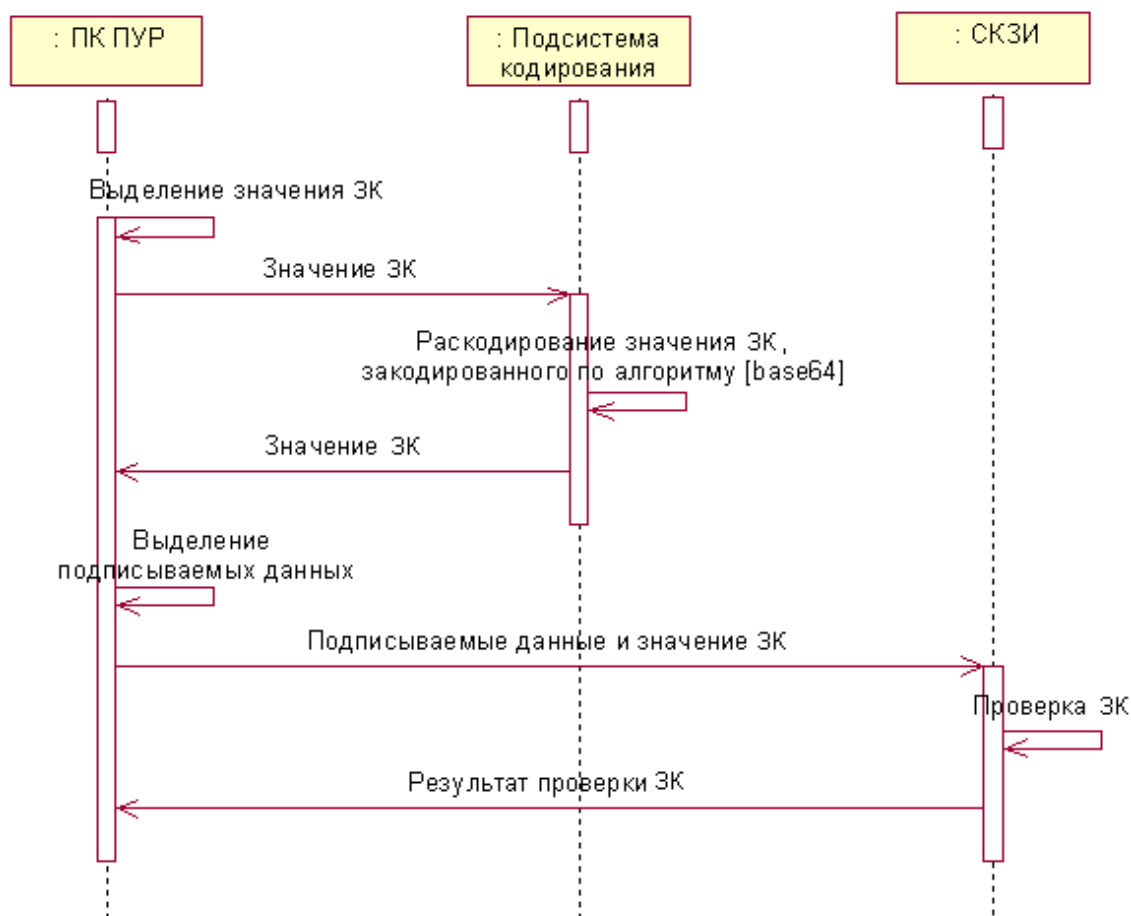 : ПК ПУР
: Подсистема
кодирования
: СКЗИ
Выделение значения ЗК
Значение ЗК
Раскодирование значения ЗК,
закодированного по алгоритму [base64]
Значение ЗК
Выделение
подписываемых данных
Подписываемые данные и значение ЗК
Проверка ЗК
Результат проверки ЗК